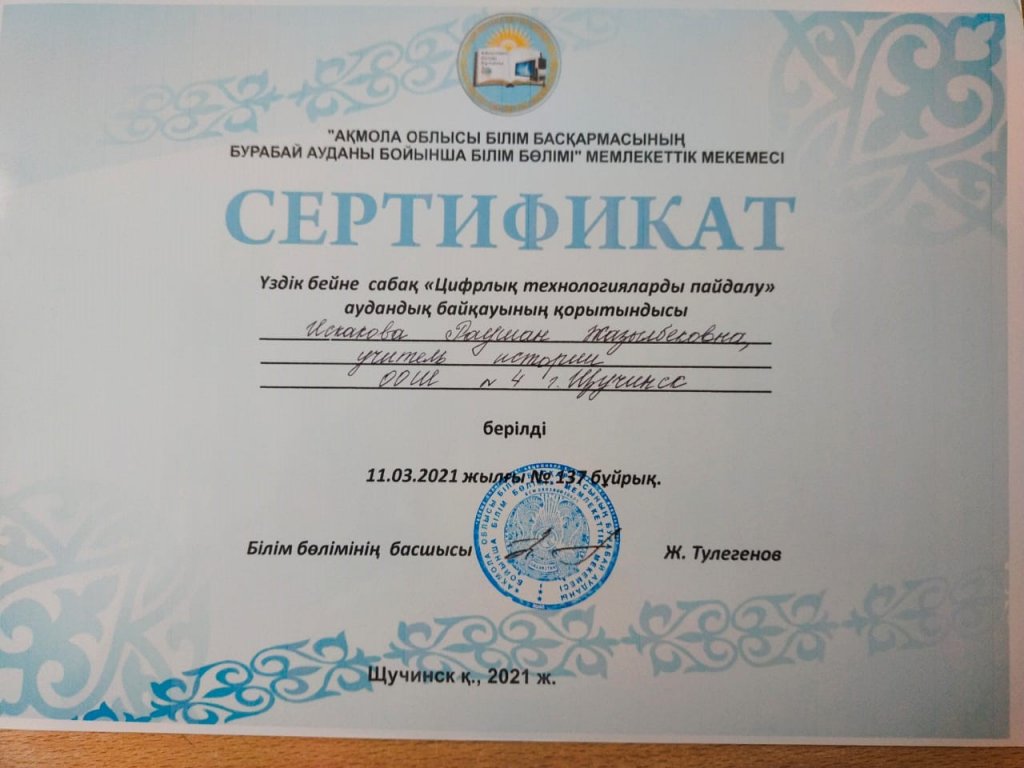 "АҚМОЛА ОБЛЫСЫ БІЛІМ БАСҚАРМАСЫНЫҢ
БУРАБАЙ АУДАНЫ БОЙЫНША БІЛІМ БӨЛІМІ" МЕМЛЕКЕТТІК МЕКЕМЕСІ
СЕРТИФИКАТ
Үздік бейне сабақ «Цифрлық технологияларды пайдалу»
аудандық байқауының қорытындысы
Искакова Раушан Жазылбековна,
учитель истории
ООШ № 4 г. Щучинск
берілді
11.03.2021 жылғы № 137 бұйрық.
Білім бөлімінің басшысы Ж. Тулегенов
Щучинск қ., 2021 ж.